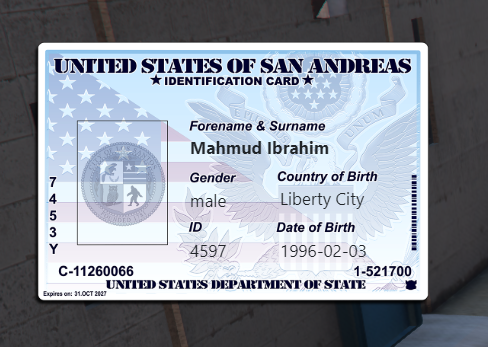 UNITED STATES OF SAN ANDREAS
★ IDENTIFICATION CARD ★
Forename & Surname
Mahmud Ibrahim
Gender
Country of Birth
male
Liberty City
ID
Date of Birth
4597
1996-02-03
7
4
5
3
Y
C-11260066
1-521700
UNITED STATES DEPARTMENT OF STATE
Expires on: 31.OCT 2027